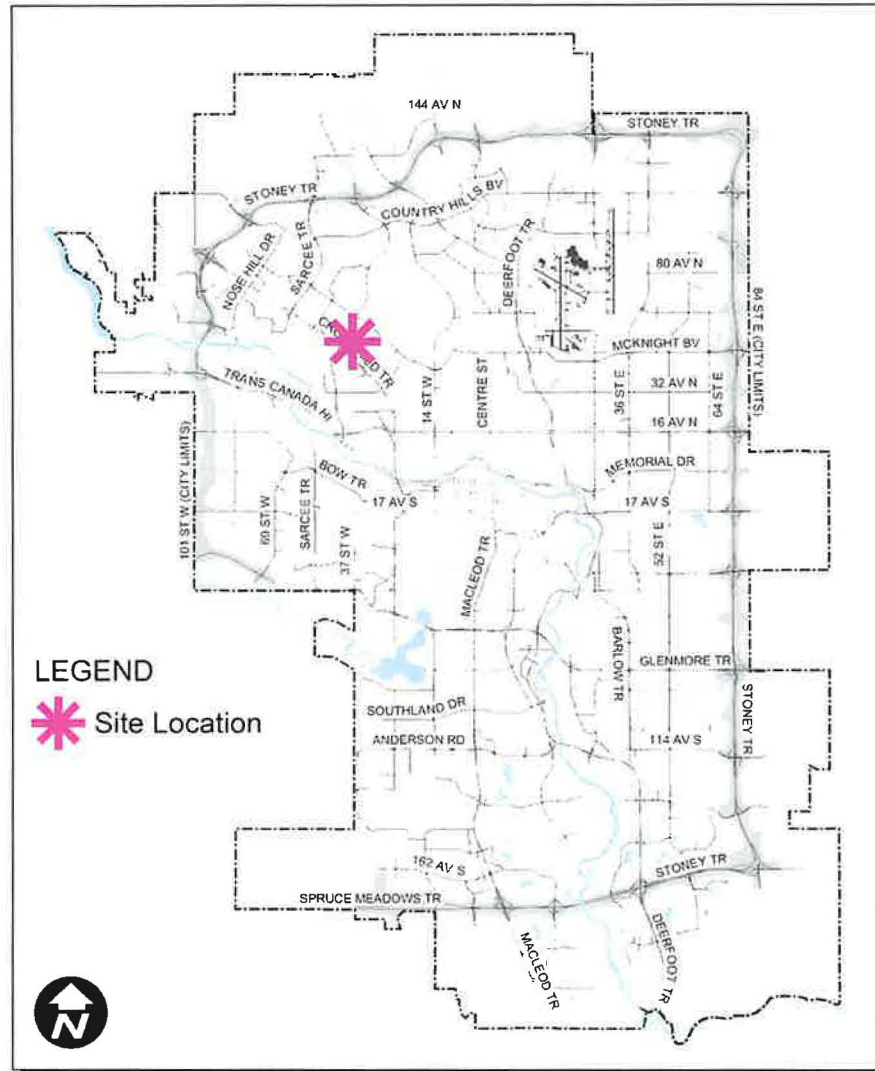 144 AV N
STONEY TR
STONEY TR
COUNTRY HILLS BV
NOSE HILL DR
SARCEE TR
DEERFOOT TR
80 AV N
84 ST E (CITY LIMITS)
MCKNIGHT BV
TRANS CANADA HI
14 ST W
CENTRE ST
36 ST E
32 AV N
64 ST E
16 AV N
101 ST W (CITY LIMITS)
BOW TR
MEMORIAL DR
69 ST W
SARCEE TR
37 ST W
17 AV S
17 AV S
52 ST E
MACLEOD TR
BARLOW TR
GLENMORE TR
LEGEND
Site Location
SOUTHLAND DR
ANDERSON RD
114 AV S
STONEY TR
162 AV S
STONEY TR
SPRUCE MEADOWS TR
MACLEOD TR
DEERFOOT TR
N